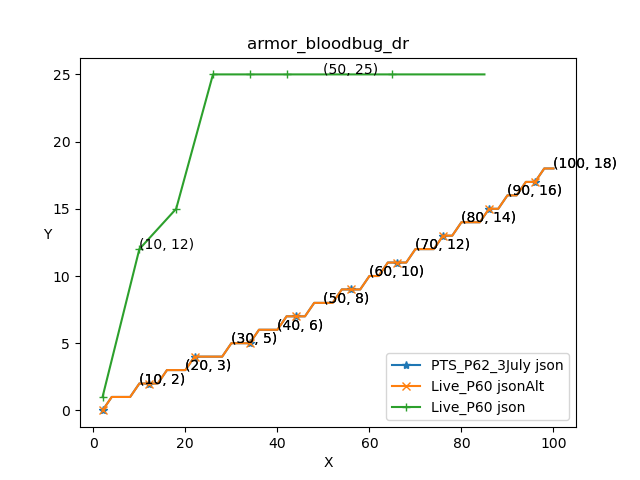 armor_bloodbug_dr
25
20
15
10
5
0
Y
(50, 25)
(10, 12)
(100, 18)
(90, 16)
(80, 14)
(70, 12)
(60, 10)
(50, 8)
(40, 6)
(30, 5)
(20, 3)
(10, 2)
PTS_P62_3July json
Live_P60 jsonAlt
Live_P60 json
0 20 40 60 80 100
X